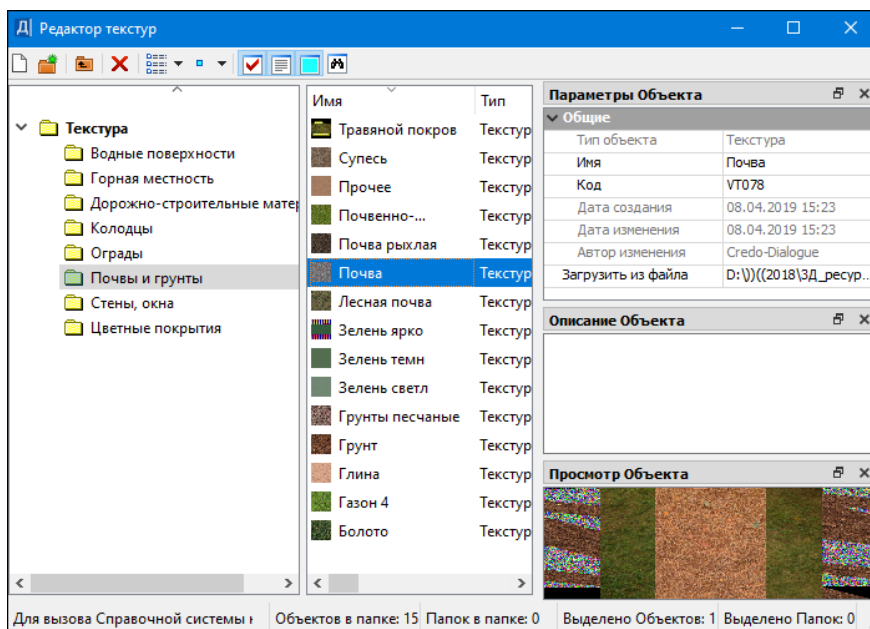 Редактор текстур
Текстура
Водные поверхности
Горная местность
Дорожно-строительные матер
Колодцы
Ограды
Почвы и грунты
Стены, окна
Цветные покрытия
Имя Тип
Травяной покров Текстур
Супесь Текстур
Прочее Текстур
Почвенно-... Текстур
Почва рыхлая Текстур
Почва Текстур
Лесная почва Текстур
Зелень ярко Текстур
Зелень темн Текстур
Зелень светл Текстур
Грунты песчаные Текстур
Грунт Текстур
Глина Текстур
Газон 4 Текстур
Болото Текстур
Параметры Объекта
Общие
Тип объекта Текстура
Имя Почва
Код VT078
Дата создания 08.04.2019 15:23
Дата изменения 08.04.2019 15:23
Автор изменения Credo-Dialogue
Загрузить из файла D:\))((2018\3Д_ресур...
Описание Объекта
Просмотр Объекта
Для вызова Справочной системы н Объектов в папке: 15 Папок в папке: 0 Выделено Объектов: 1 Выделено Папок: 0